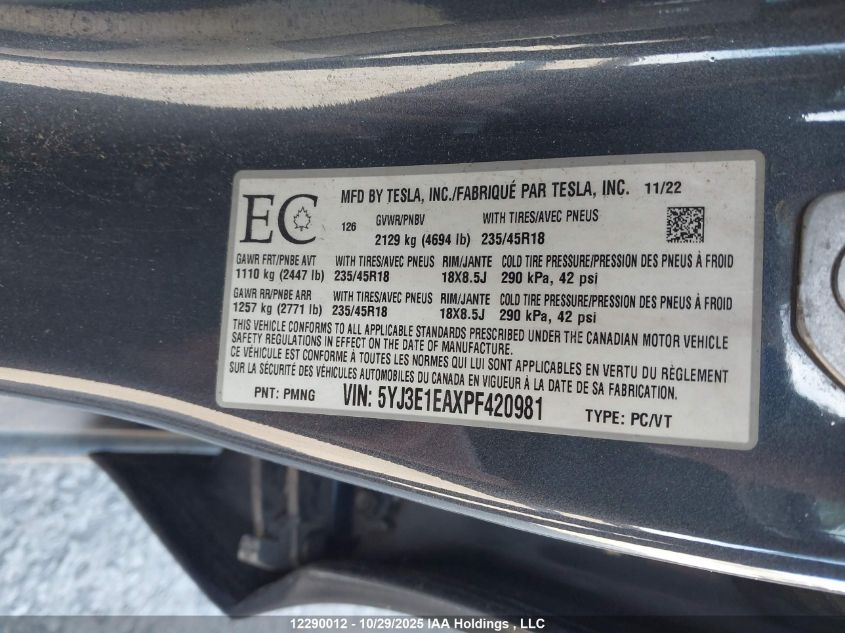 EC
MFD BY TESLA, INC./FABRIQUÉ PAR TESLA, INC. 11/22
126 GVWR/PNBV WITH TIRES/AVEC PNEUS
2129 kg (4694 lb) 235/45R18
GAWR FRT/PNBE AVT WITH TIRES/AVEC PNEUS RIM/JANTE COLD TIRE PRESSURE/PRESSION DES PNEUS À FROID
1110 kg (2447 lb) 235/45R18 18X8.5J 290 kPa, 42 psi
GAWR RR/PNBE ARR WITH TIRES/AVEC PNEUS RIM/JANTE COLD TIRE PRESSURE/PRESSION DES PNEUS À FROID
1257 kg (2771 lb) 235/45R18 18X8.5J 290 kPa, 42 psi
THIS VEHICLE CONFORMS TO ALL APPLICABLE STANDARDS PRESCRIBED UNDER THE CANADIAN MOTOR VEHICLE
SAFETY REGULATIONS IN EFFECT ON THE DATE OF MANUFACTURE.
CE VÉHICULE EST CONFORME À TOUTES LES NORMES QUI LUI SONT APPLICABLES EN VERTU DU RÈGLEMENT
SUR LA SÉCURITÉ DES VÉHICULES AUTOMOBILES DU CANADA EN VIGUEUR À LA DATE DE SA FABRICATION.
PNT: PMNG VIN: 5YJ3E1EAXPF420981 TYPE: PC/VT
12290012 - 10/29/2025 IAA Holdings, LLC